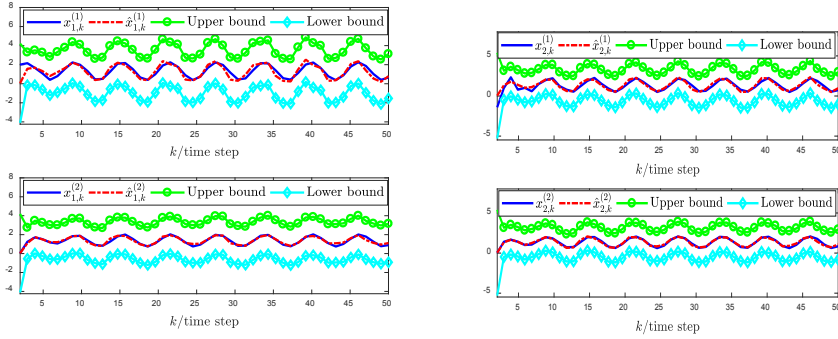 8
x_{1,k}^{(1)} x̂_{1,k}^{(1)} Upper bound Lower bound
6
4
2
0
-2
-4
5 10 15 20 25 30 35 40 45 50
k/time step
8
x_{1,k}^{(2)} x̂_{1,k}^{(2)} Upper bound Lower bound
6
4
2
0
-2
-4
5 10 15 20 25 30 35 40 45 50
k/time step
x_{2,k}^{(1)} x̂_{2,k}^{(1)} Upper bound Lower bound
5
0
-5
5 10 15 20 25 30 35 40 45 50
k/time step
x_{2,k}^{(2)} x̂_{2,k}^{(2)} Upper bound Lower bound
5
0
-5
5 10 15 20 25 30 35 40 45 50
k/time step